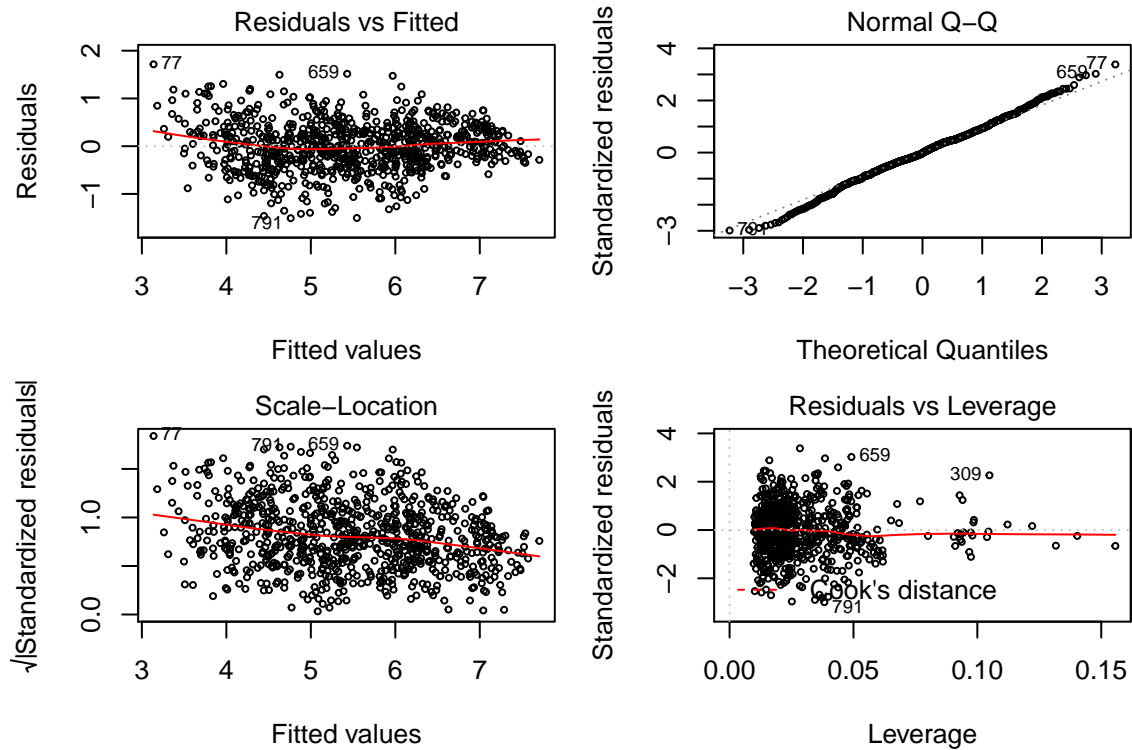 Residuals vs Fitted
Residuals
2
1
0
−1
77
659
791
3 4 5 6 7
Fitted values
Normal Q−Q
Standardized residuals
4
2
0
−3
659
77
791
−3 −2 −1 0 1 2 3
Theoretical Quantiles
Scale−Location
√|Standardized residuals|
1.0
0.0
77
791
659
3 4 5 6 7
Fitted values
Residuals vs Leverage
Standardized residuals
4
2
0
−2
659
309
Cook's distance
791
0.00 0.05 0.10 0.15
Leverage